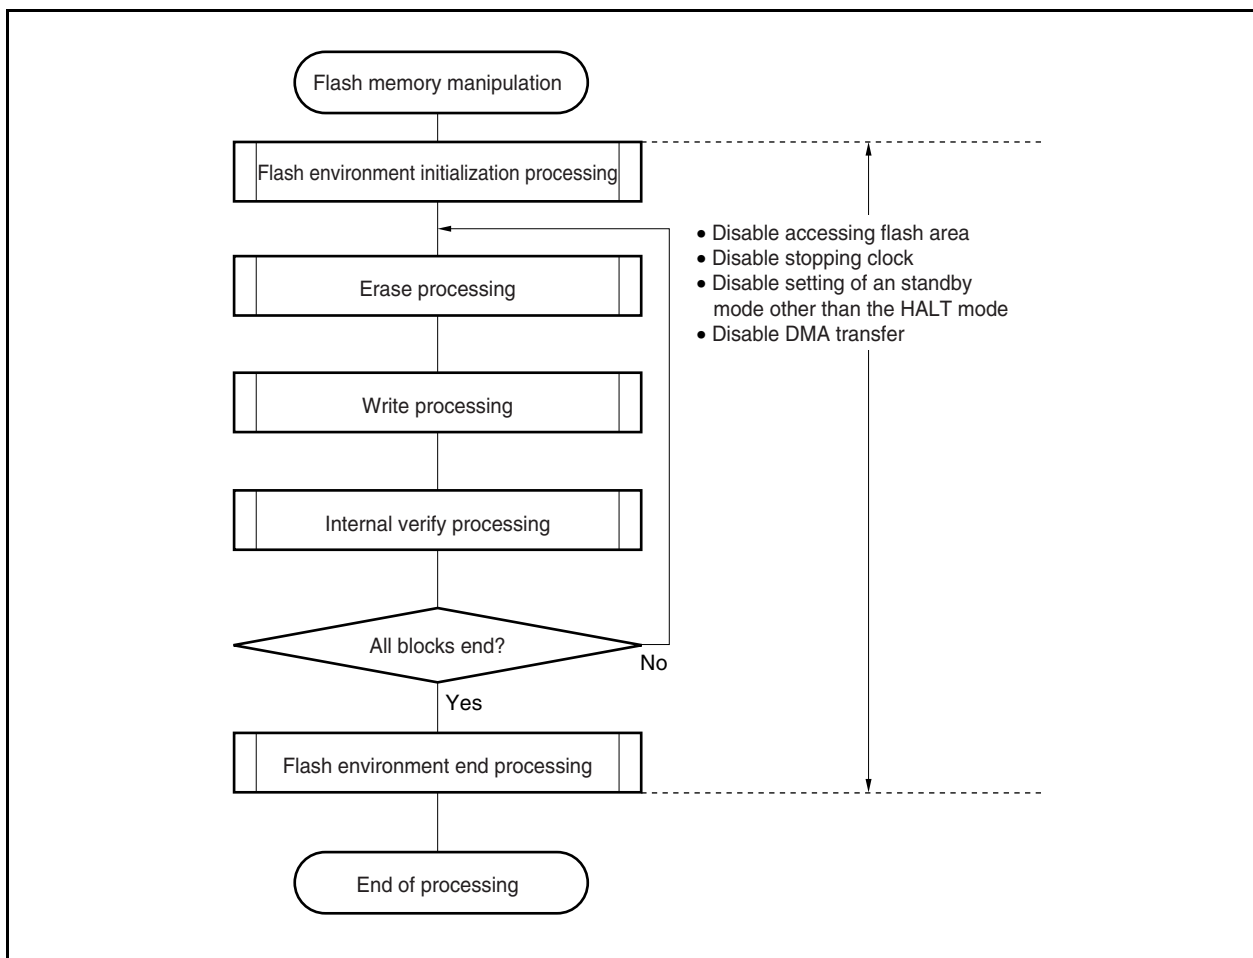 Flash memory manipulation
Flash environment initialization processing
• Disable accessing flash area
• Disable stopping clock
• Disable setting of an standby
mode other than the HALT mode
• Disable DMA transfer
Erase processing
Write processing
Internal verify processing
All blocks end?
No
Yes
Flash environment end processing
End of processing